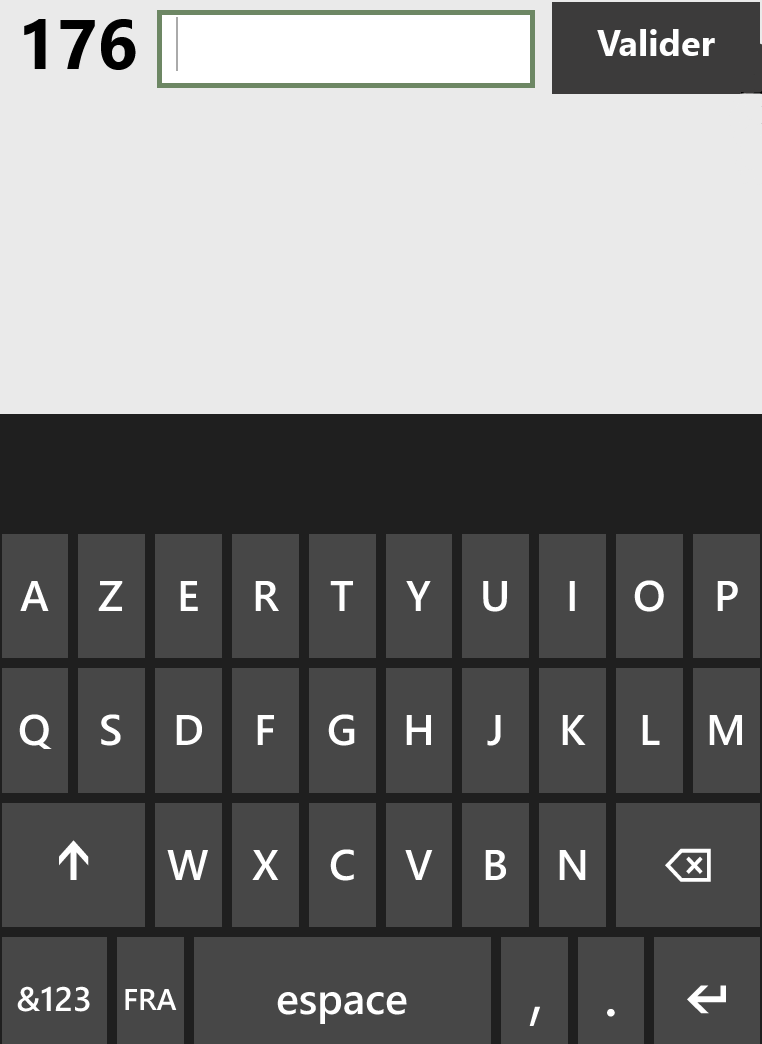 176 Valider
A Z E R T Y U I O P
Q S D F G H J K L M
W X C V B N
&123 FRA espace , .